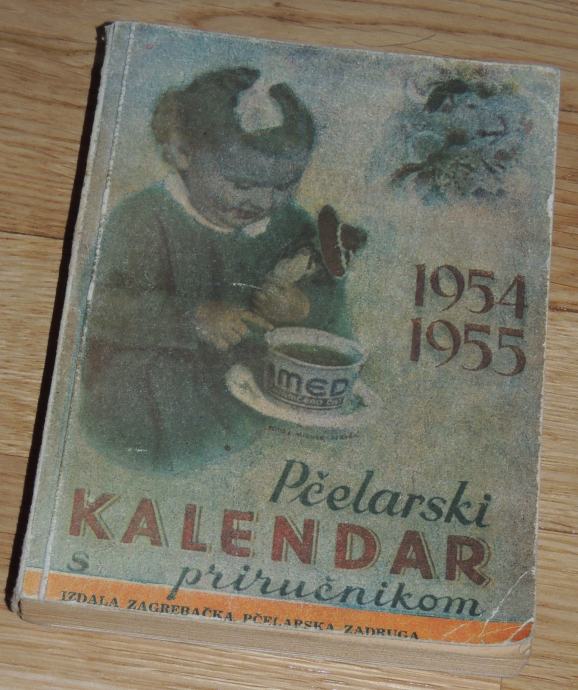 1954
1955
MED
Pčelarski
KALENDAR
s priručnikom
IZDALA ZAGREBAČKA PČELARSKA ZADRUGA